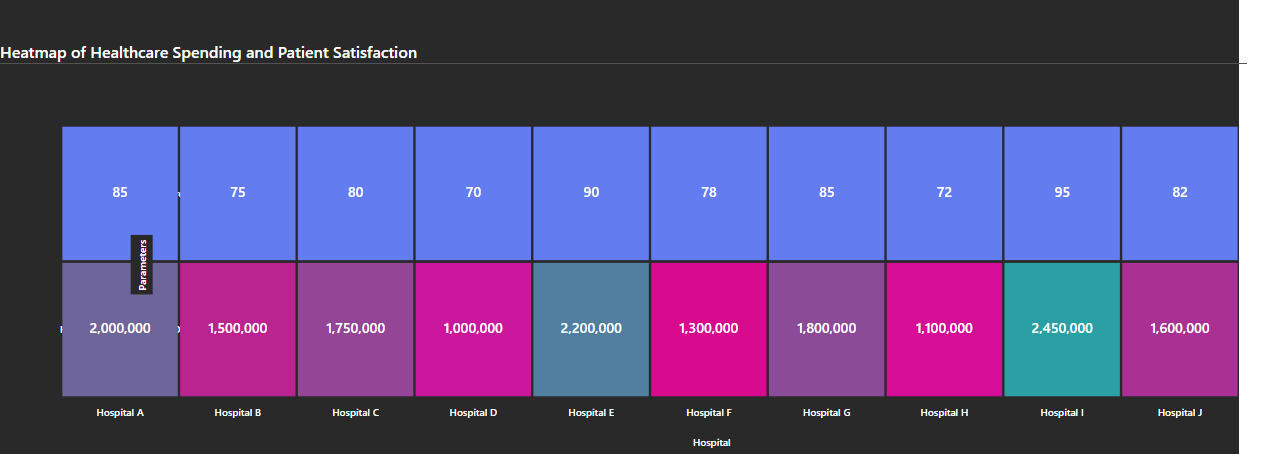 Heatmap of Healthcare Spending and Patient Satisfaction
85 75 80 70 90 78 85 72 95 82
Parameters
2,000,000 1,500,000 1,750,000 1,000,000 2,200,000 1,300,000 1,800,000 1,100,000 2,450,000 1,600,000
Hospital A Hospital B Hospital C Hospital D Hospital E Hospital F Hospital G Hospital H Hospital I Hospital J
Hospital